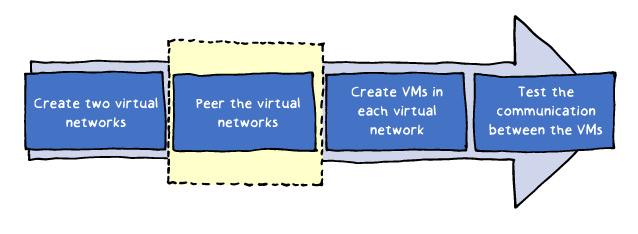 Create two virtual
networks
Peer the virtual
networks
Create VMs in
each virtual
network
Test the
communication
between the VMs